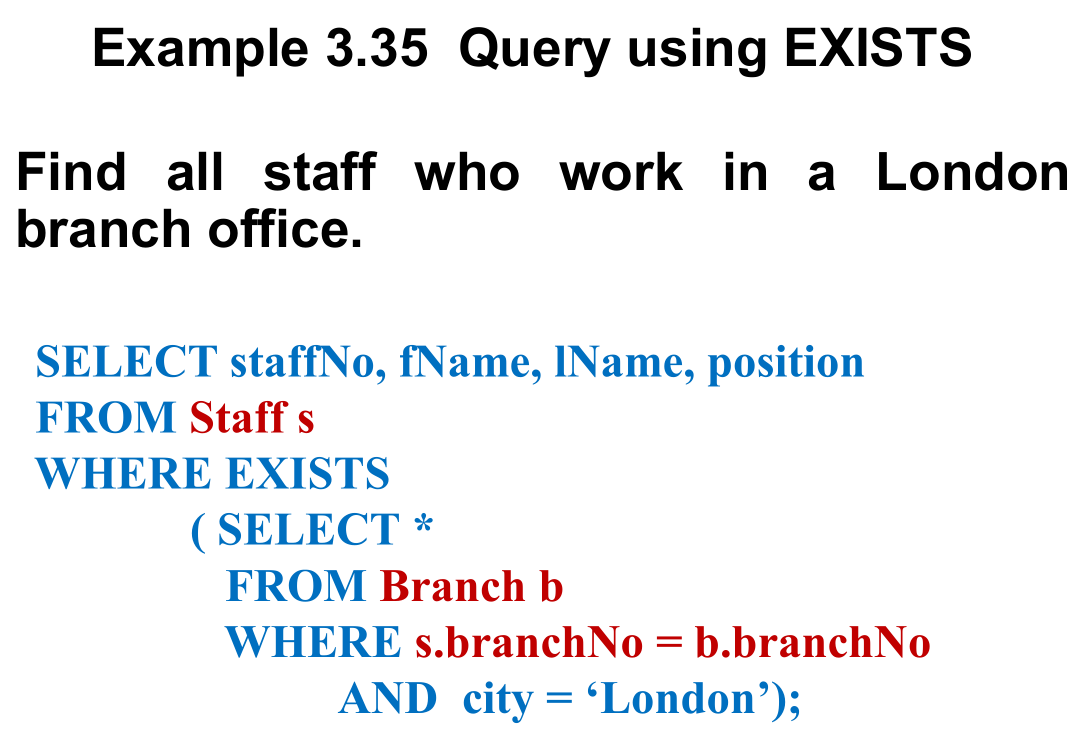 Example 3.35 Query using EXISTS
Find all staff who work in a London
branch office.
SELECT staffNo, fName, lName, position
FROM Staff s
WHERE EXISTS
( SELECT *
FROM Branch b
WHERE s.branchNo = b.branchNo
AND city = ‘London’);